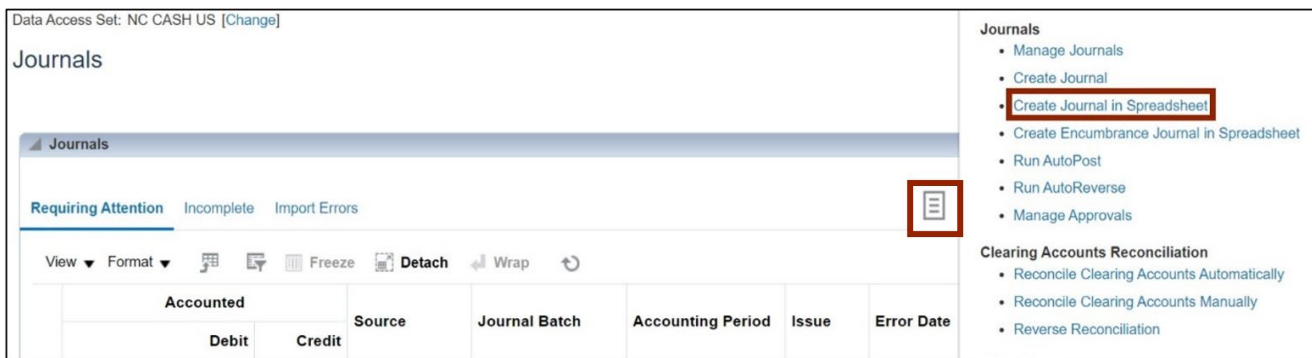 Data Access Set: NC CASH US [Change]
Journals
Journals
Requiring Attention Incomplete Import Errors
View Format Freeze Detach Wrap
Accounted
Debit Credit Source Journal Batch Accounting Period Issue Error Date
Journals
Manage Journals
Create Journal
Create Journal in Spreadsheet
Create Encumbrance Journal in Spreadsheet
Run AutoPost
Run AutoReverse
Manage Approvals
Clearing Accounts Reconciliation
Reconcile Clearing Accounts Automatically
Reconcile Clearing Accounts Manually
Reverse Reconciliation